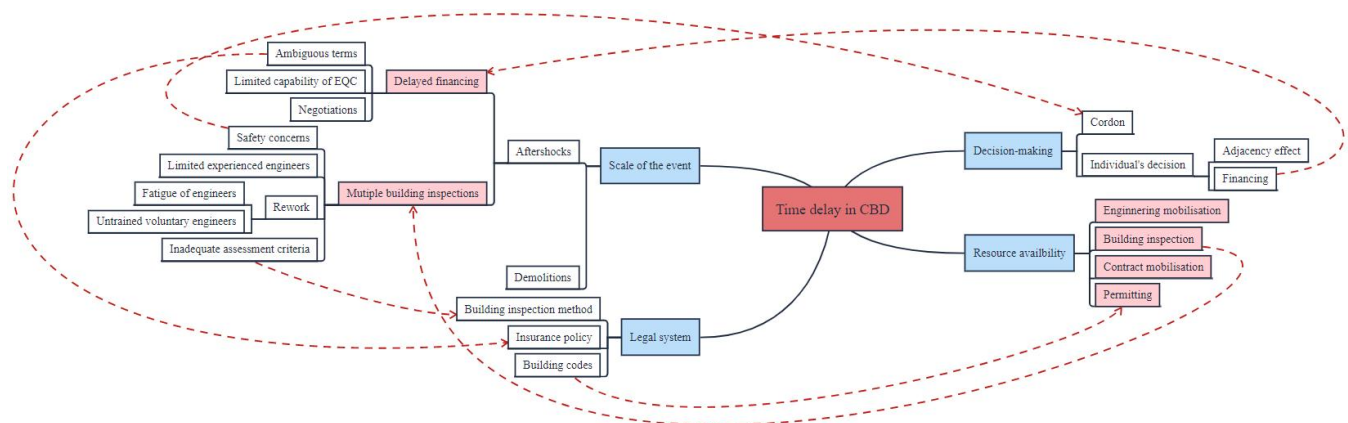 Ambiguous terms
Limited capability of EQC
Delayed financing
Negotiations
Safety concerns
Limited experienced engineers
Fatigue of engineers
Rework
Mutiple building inspections
Untrained voluntary engineers
Inadequate assessment criteria
Aftershocks
Scale of the event
Demolitions
Building inspection method
Insurance policy
Legal system
Building codes
Time delay in CBD
Decision-making
Cordon
Individual's decision
Adjacency effect
Financing
Resource availbility
Enginnering mobilisation
Building inspection
Contract mobilisation
Permitting